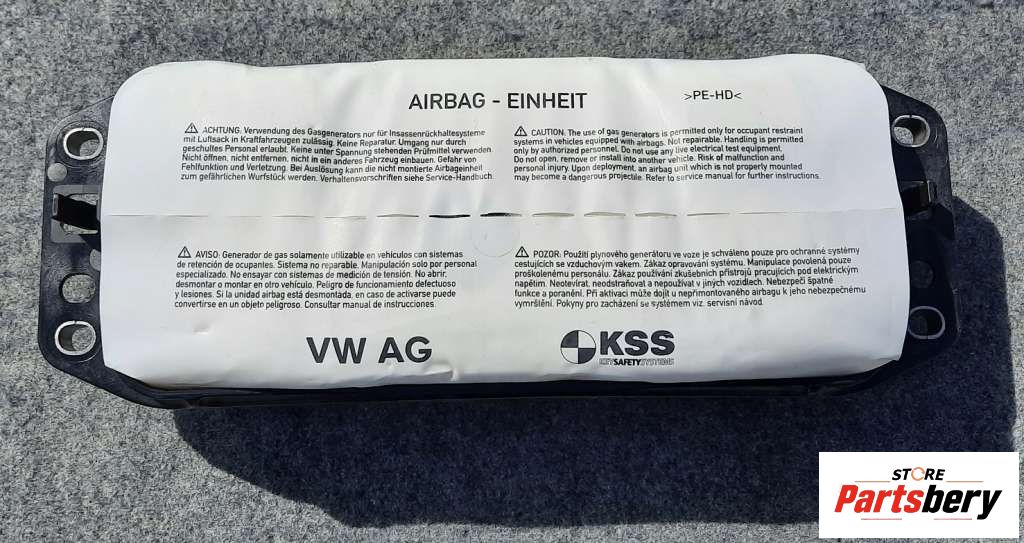 AIRBAG - EINHEIT
>PE-HD<
⚠ ACHTUNG. Verwendung des Gasgenerators nur für Insassenrückhaltesysteme
mit Luftsack in Kraftfahrzeugen zulässig. Keine Reparatur. Umgang nur durch
geschultes Personal erlaubt. Keine unter Spannung stehenden Prüfmittel verwenden.
Nicht öffnen, nicht entfernen, nicht in ein anderes Fahrzeug einbauen. Gefahr von
Fehlfunktion und Verletzung. Bei Auslösung kann die nicht montierte Airbageinheit
zum gefährlichen Wurfstück werden. Verhaltensvorschriften siehe Service-Handbuch.
⚠ CAUTION. The use of gas generators is permitted only for occupant restraint
systems in vehicles equipped with airbags. Not repairable. Handling is permitted
only by authorized personnel. Do not use any live electrical test equipment.
Do not open, remove or install into another vehicle. Risk of malfunction and
personal injury. Upon deployment, an airbag unit which is not properly mounted
may become a dangerous projectile. Refer to service manual for further instructions.
⚠ AVISO: Generador de gas solamente utilizable en vehículos con sistemas
de retención de ocupantes. Sistema no reparable. Manipulación solo por personal
especializado. No ensayar con sistemas de medición de tensión. No abrir,
desmontar o montar en otro vehículo. Peligro de funcionamiento defectuoso
y lesiones. Si la unidad airbag está desmontada, en caso de activarse puede
convertirse en un objeto peligroso. Consultar manual de instrucciones.
⚠ POZOR: Použití plynového generátoru ve voze je schváleno pouze pro ochranné systémy
cestujících se vzduchovým vakem. Zákaz opravování systému. Manipulace povolená pouze
proškolenému personálu. Zákaz používání zkušebních přístrojů pracujících pod elektrickým
napětím. Neotevírat, neodstraňovat a nepoužívat v jiných vozidlech. Nebezpečí špatné
funkce a poranění. Při aktivaci může dojít u nepřimontovaného airbagu k jeho nebezpečnému
vymrštění. Pokyny pro zacházení se systémem viz. servisní návod.
VW AG
KSS
KEYSAFETYSYSTEMS
STORE
Partsbery